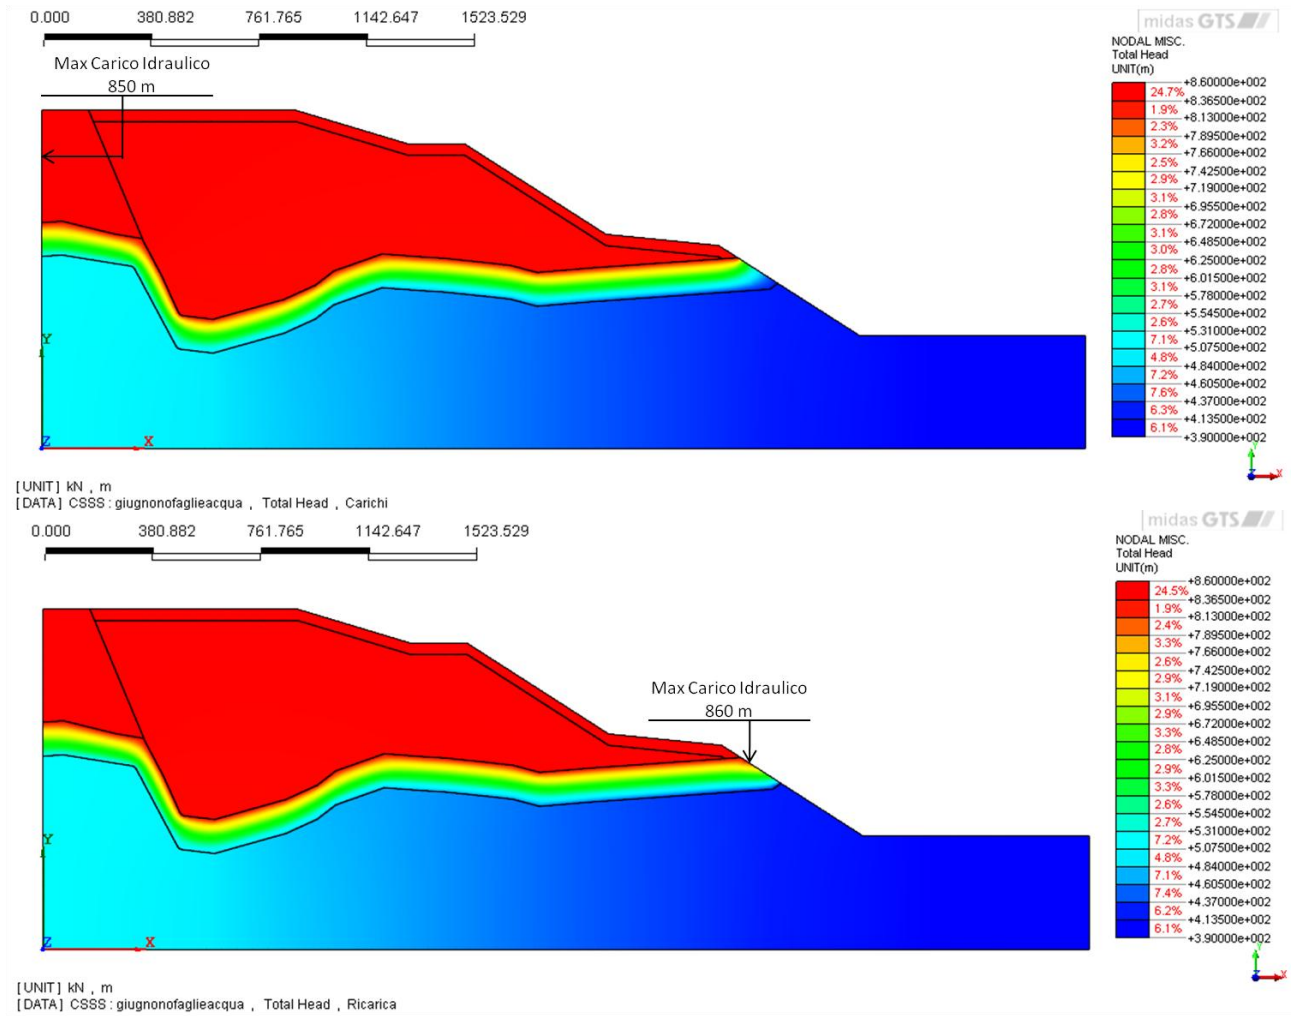 0.000 380.882 761.765 1142.647 1523.529
midas GTS
NODAL MISC.
Total Head
UNIT(m)
Max Carico Idraulico
850 m
+8.60000e+002
24.7%
+8.36500e+002
1.9%
+8.13000e+002
2.3%
+7.89500e+002
3.2%
+7.66000e+002
2.5%
+7.42500e+002
2.9%
+7.19000e+002
3.1%
+6.95500e+002
2.8%
+6.72000e+002
3.1%
+6.48500e+002
3.0%
+6.25000e+002
2.8%
+6.01500e+002
3.1%
+5.78000e+002
2.7%
+5.54500e+002
2.6%
+5.31000e+002
7.1%
+5.07500e+002
4.8%
+4.84000e+002
7.2%
+4.60500e+002
7.6%
+4.37000e+002
6.3%
+4.13500e+002
6.1%
+3.90000e+002
Y
Z X
Y
X
[UNIT] kN , m
[DATA] CSSS : giugnonofaglieacqua , Total Head , Carichi
0.000 380.882 761.765 1142.647 1523.529
midas GTS
NODAL MISC.
Total Head
UNIT(m)
Max Carico Idraulico
860 m
+8.60000e+002
24.5%
+8.36500e+002
1.9%
+8.13000e+002
2.4%
+7.89500e+002
3.3%
+7.66000e+002
2.6%
+7.42500e+002
2.9%
+7.19000e+002
3.1%
+6.95500e+002
2.9%
+6.72000e+002
3.3%
+6.48500e+002
2.8%
+6.25000e+002
2.9%
+6.01500e+002
3.3%
+5.78000e+002
2.6%
+5.54500e+002
2.7%
+5.31000e+002
7.2%
+5.07500e+002
4.8%
+4.84000e+002
7.1%
+4.60500e+002
7.4%
+4.37000e+002
6.2%
+4.13500e+002
6.1%
+3.90000e+002
Y
Z X
Y
X
[UNIT] kN , m
[DATA] CSSS : giugnonofaglieacqua , Total Head , Ricarica